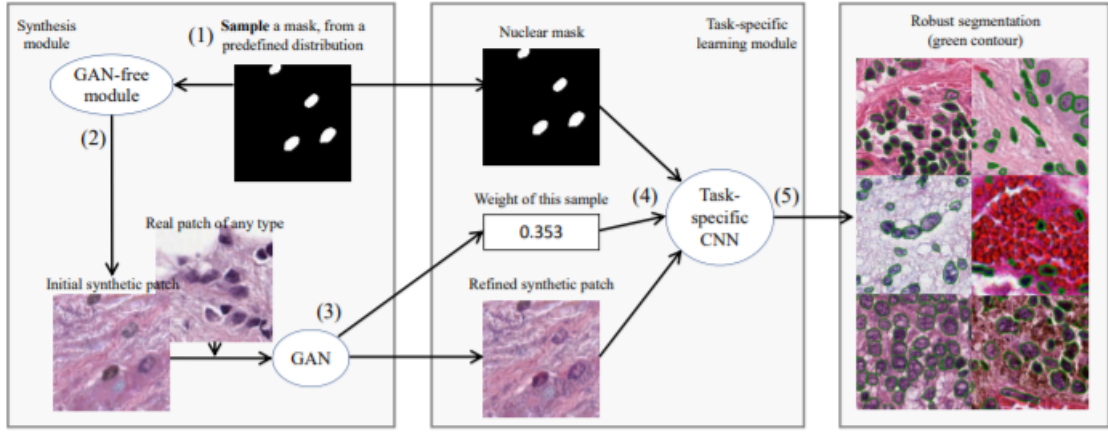 Synthesis
module
(1)
Sample a mask, from a
predefined distribution
GAN-free
module
(2)
Real patch of any type
Initial synthetic patch
(3)
GAN
Nuclear mask
Task-specific
learning module
Weight of this sample
0.353
(4)
Refined synthetic patch
Task-
specific
CNN
(5)
Robust segmentation
(green contour)